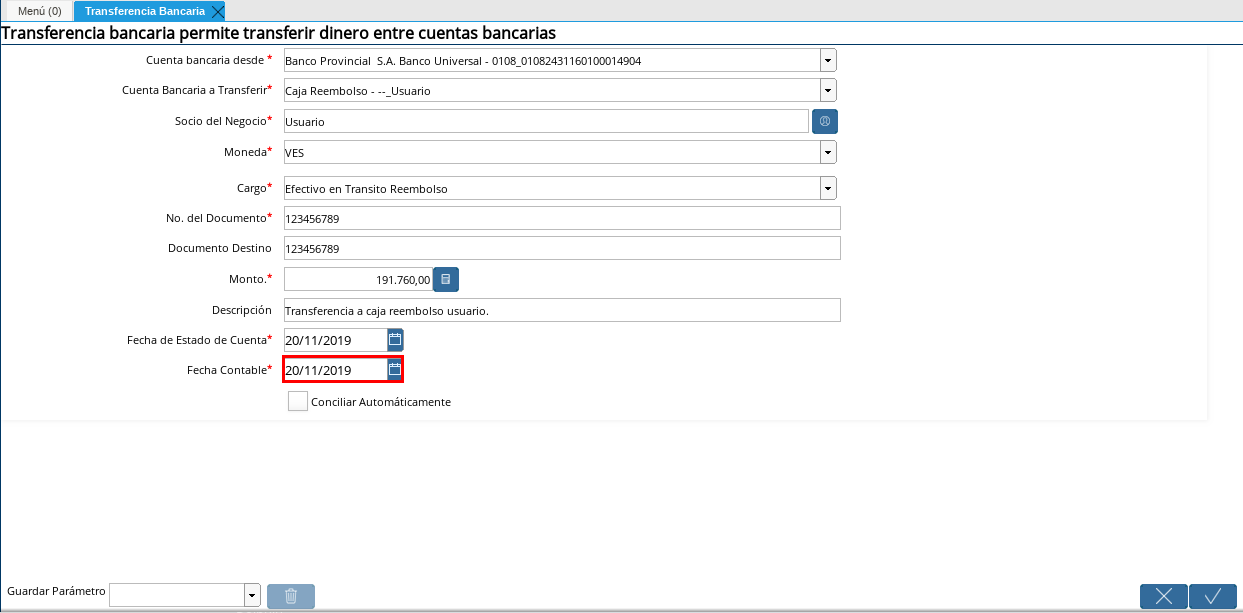 Menú (0) Transferencia Bancaria
Transferencia bancaria permite transferir dinero entre cuentas bancarias
Cuenta bancaria desde * Banco Provincial S.A. Banco Universal - 0108_01082431160100014904
Cuenta Bancaria a Transferir* Caja Reembolso - --_Usuario
Socio del Negocio* Usuario
Moneda* VES
Cargo* Efectivo en Transito Reembolso
No. del Documento* 123456789
Documento Destino 123456789
Monto.* 191.760,00
Descripción Transferencia a caja reembolso usuario.
Fecha de Estado de Cuenta* 20/11/2019
Fecha Contable* 20/11/2019
Conciliar Automáticamente
Guardar Parámetro